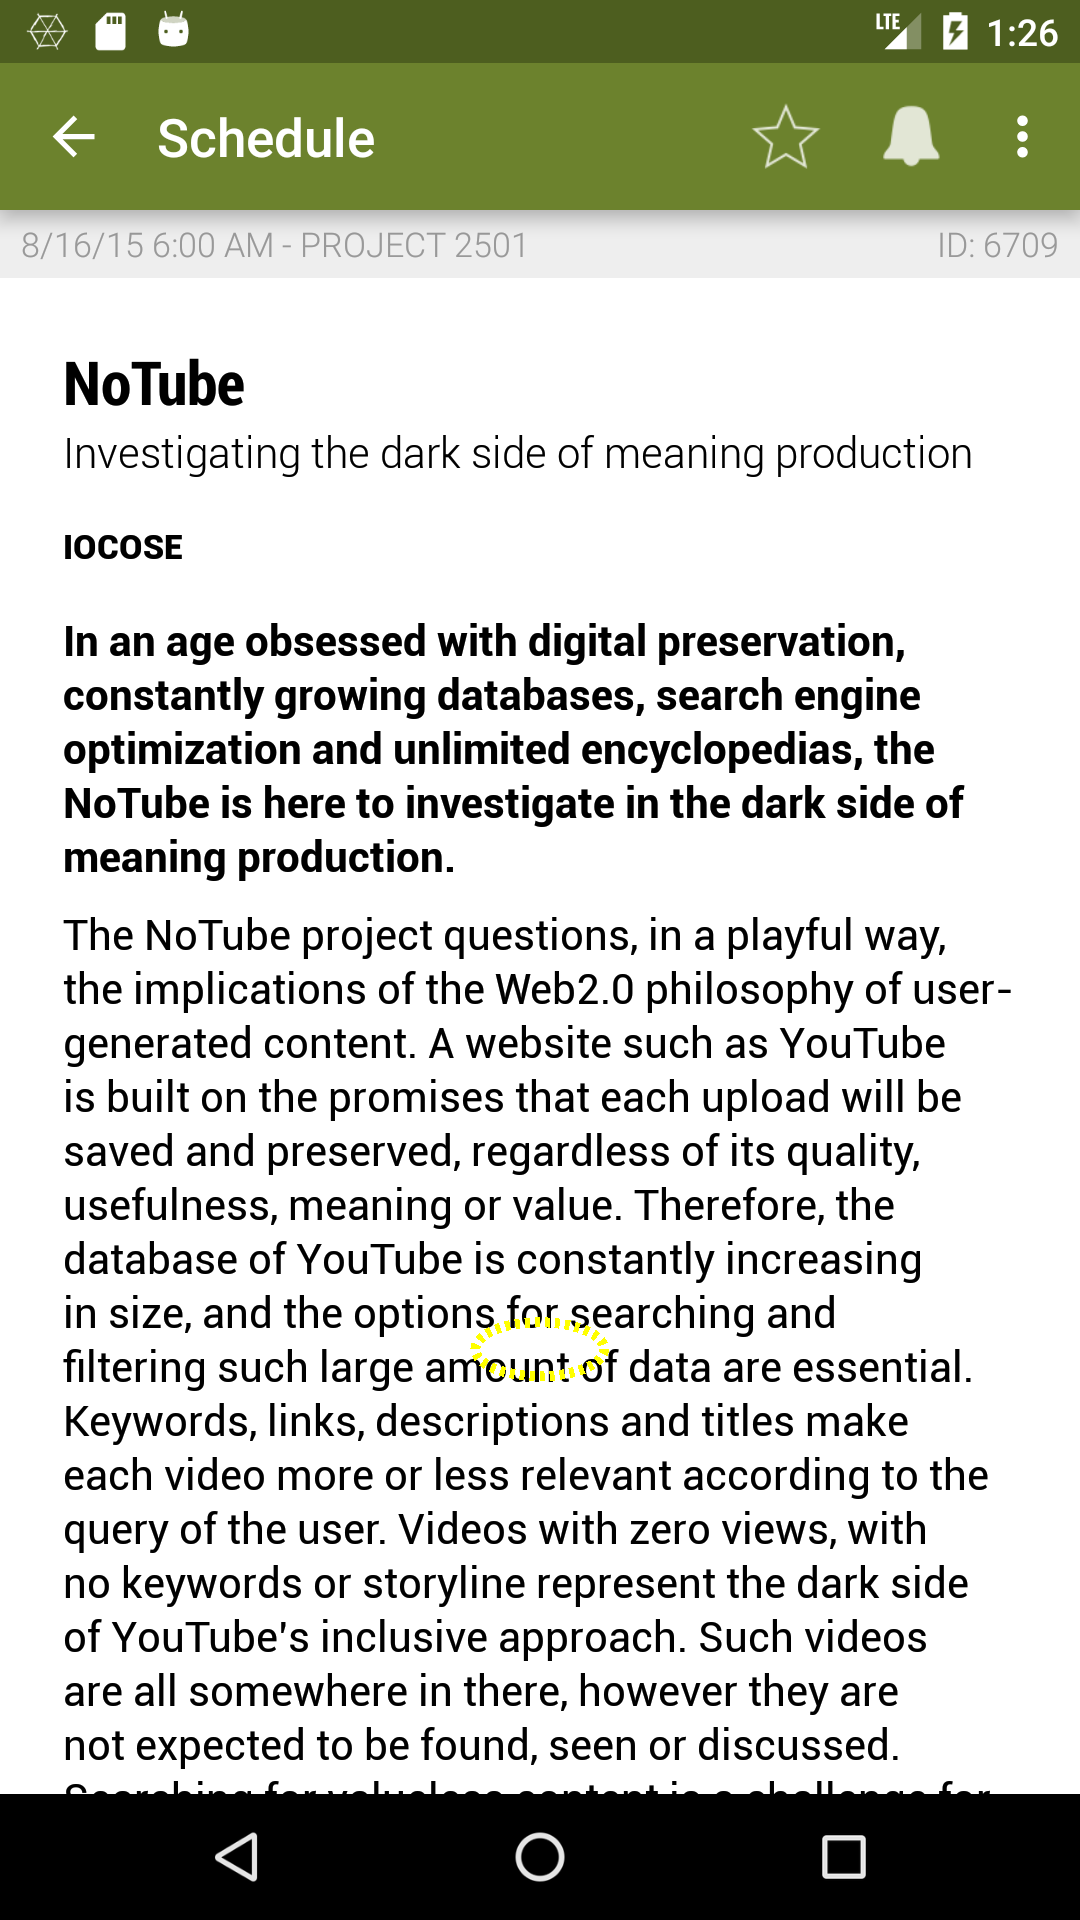 LTE 1:26
Schedule
8/16/15 6:00 AM - PROJECT 2501 ID: 6709
NoTube
Investigating the dark side of meaning production
IOCOSE
In an age obsessed with digital preservation,
constantly growing databases, search engine
optimization and unlimited encyclopedias, the
NoTube is here to investigate in the dark side of
meaning production.
The NoTube project questions, in a playful way,
the implications of the Web2.0 philosophy of user-
generated content. A website such as YouTube
is built on the promises that each upload will be
saved and preserved, regardless of its quality,
usefulness, meaning or value. Therefore, the
database of YouTube is constantly increasing
in size, and the options for searching and
filtering such large amount of data are essential.
Keywords, links, descriptions and titles make
each video more or less relevant according to the
query of the user. Videos with zero views, with
no keywords or storyline represent the dark side
of YouTube's inclusive approach. Such videos
are all somewhere in there, however they are
not expected to be found, seen or discussed.
Searching for valueless content is a challenge for